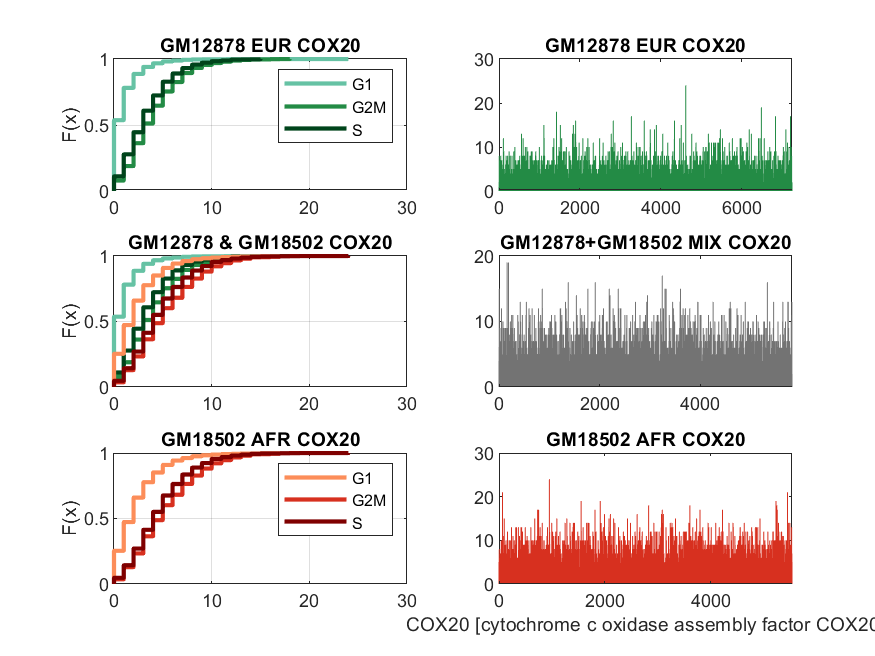 GM12878 EUR COX20
F(x)
1
0.5
0
0 10 20 30
G1
G2M
S
GM12878 EUR COX20
30
20
10
0
0 2000 4000 6000
GM12878 & GM18502 COX20
F(x)
1
0.5
0
0 10 20 30
GM12878+GM18502 MIX COX20
20
10
0
0 2000 4000
GM18502 AFR COX20
F(x)
1
0.5
0
0 10 20 30
G1
G2M
S
GM18502 AFR COX20
30
20
10
0
0 2000 4000
COX20 [cytochrome c oxidase assembly factor COX20